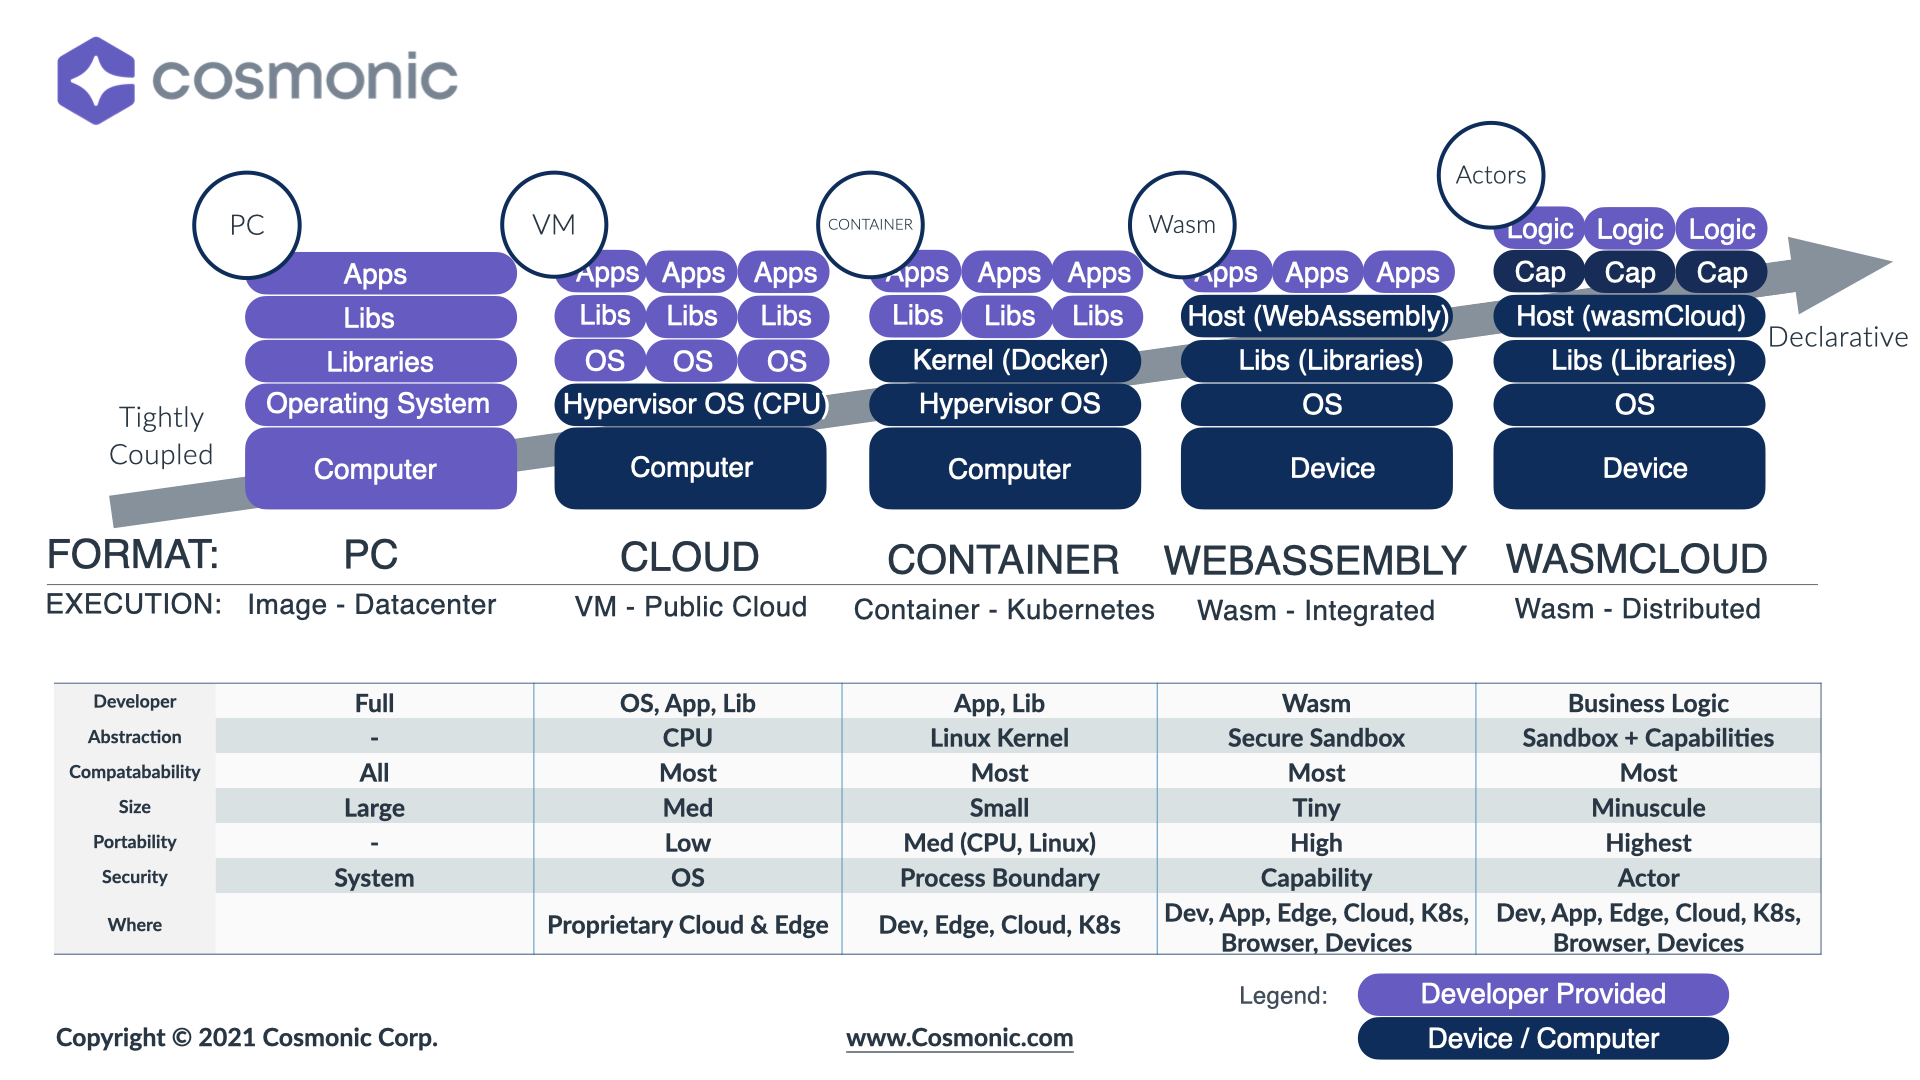 cosmonic
PC
VM
CONTAINER
Wasm
Actors
Apps
Libs
Libraries
Operating System
Computer
Apps Apps Apps
Libs Libs Libs
OS OS OS
Hypervisor OS (CPU)
Computer
Apps Apps Apps
Libs Libs Libs
Kernel (Docker)
Hypervisor OS
Computer
Apps Apps Apps
Host (WebAssembly)
Libs (Libraries)
OS
Device
Logic Logic Logic
Cap Cap Cap
Host (wasmCloud)
Libs (Libraries)
OS
Device
Tightly
Coupled
Declarative
FORMAT: PC CLOUD CONTAINER WEBASSEMBLY WASMCLOUD
EXECUTION: Image - Datacenter VM - Public Cloud Container - Kubernetes Wasm - Integrated Wasm - Distributed
Developer Full OS, App, Lib App, Lib Wasm Business Logic
Abstraction - CPU Linux Kernel Secure Sandbox Sandbox + Capabilities
Compatabability All Most Most Most Most
Size Large Med Small Tiny Minuscule
Portability - Low Med (CPU, Linux) High Highest
Security System OS Process Boundary Capability Actor
Where Proprietary Cloud & Edge Dev, Edge, Cloud, K8s Dev, App, Edge, Cloud, K8s, Dev, App, Edge, Cloud, K8s,
Browser, Devices Browser, Devices
Legend: Developer Provided
Device / Computer
Copyright © 2021 Cosmonic Corp.
www.Cosmonic.com